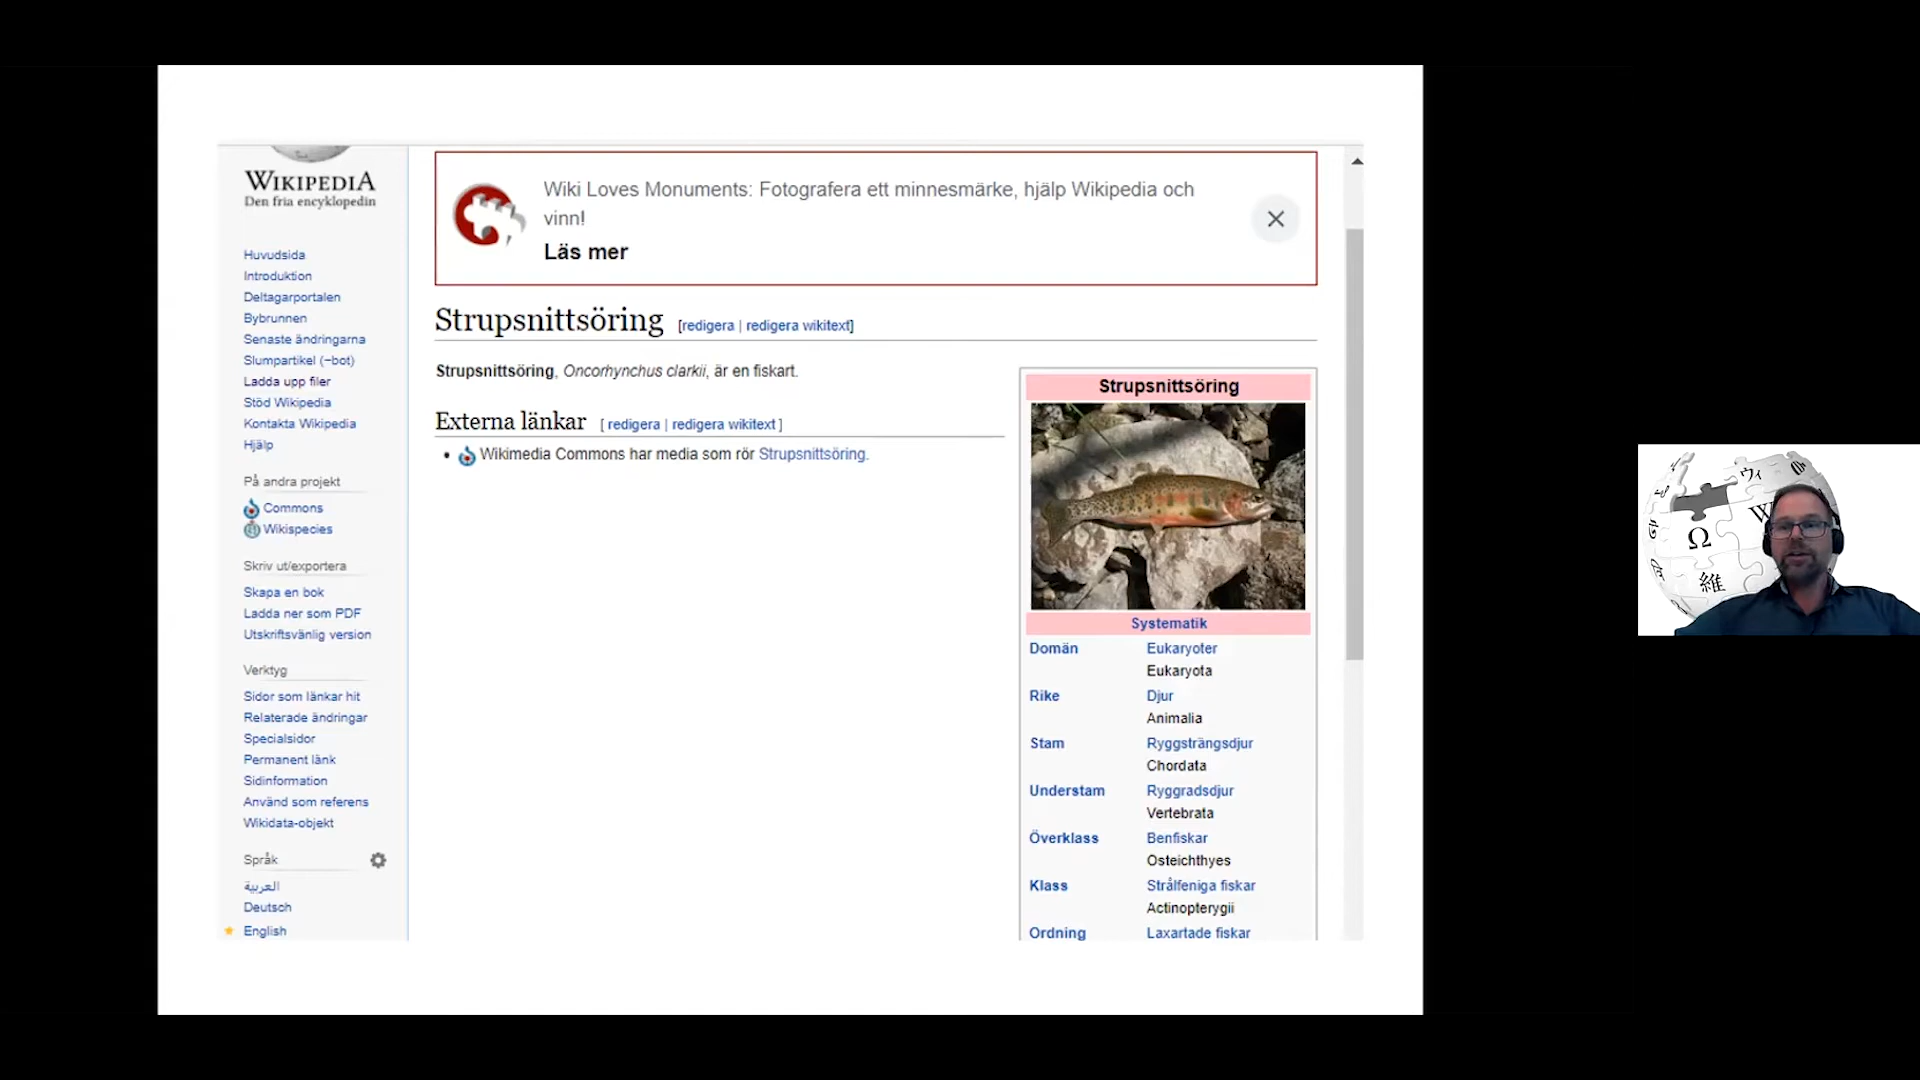 WIKIPEDIA
Den fria encyklopedin
Huvudsida
Introduktion
Deltagarportalen
Bybrunnen
Senaste ändringarna
Slumpartikel (−bot)
Ladda upp filer
Stöd Wikipedia
Kontakta Wikipedia
Hjälp
På andra projekt
Commons
Wikispecies
Skriv ut/exportera
Skapa en bok
Ladda ner som PDF
Utskriftsvänlig version
Verktyg
Sidor som länkar hit
Relaterade ändringar
Specialsidor
Permanent länk
Sidinformation
Använd som referens
Wikidata-objekt
Språk
العربية
Deutsch
English
Wiki Loves Monuments: Fotografera ett minnesmärke, hjälp Wikipedia och
vinn!
Läs mer
Strupsnittsöring [redigera | redigera wikitext]
Strupsnittsöring, Oncorhynchus clarkii, är en fiskart.
Externa länkar [ redigera | redigera wikitext ]
• Wikimedia Commons har media som rör Strupsnittsöring.
Strupsnittsöring
Systematik
Domän Eukaryoter
Eukaryota
Rike Djur
Animalia
Stam Ryggsträngsdjur
Chordata
Understam Ryggradsdjur
Vertebrata
Överklass Benfiskar
Osteichthyes
Klass Strålfeniga fiskar
Actinopterygii
Ordning Laxartade fiskar
ウィ
W
Ω
維